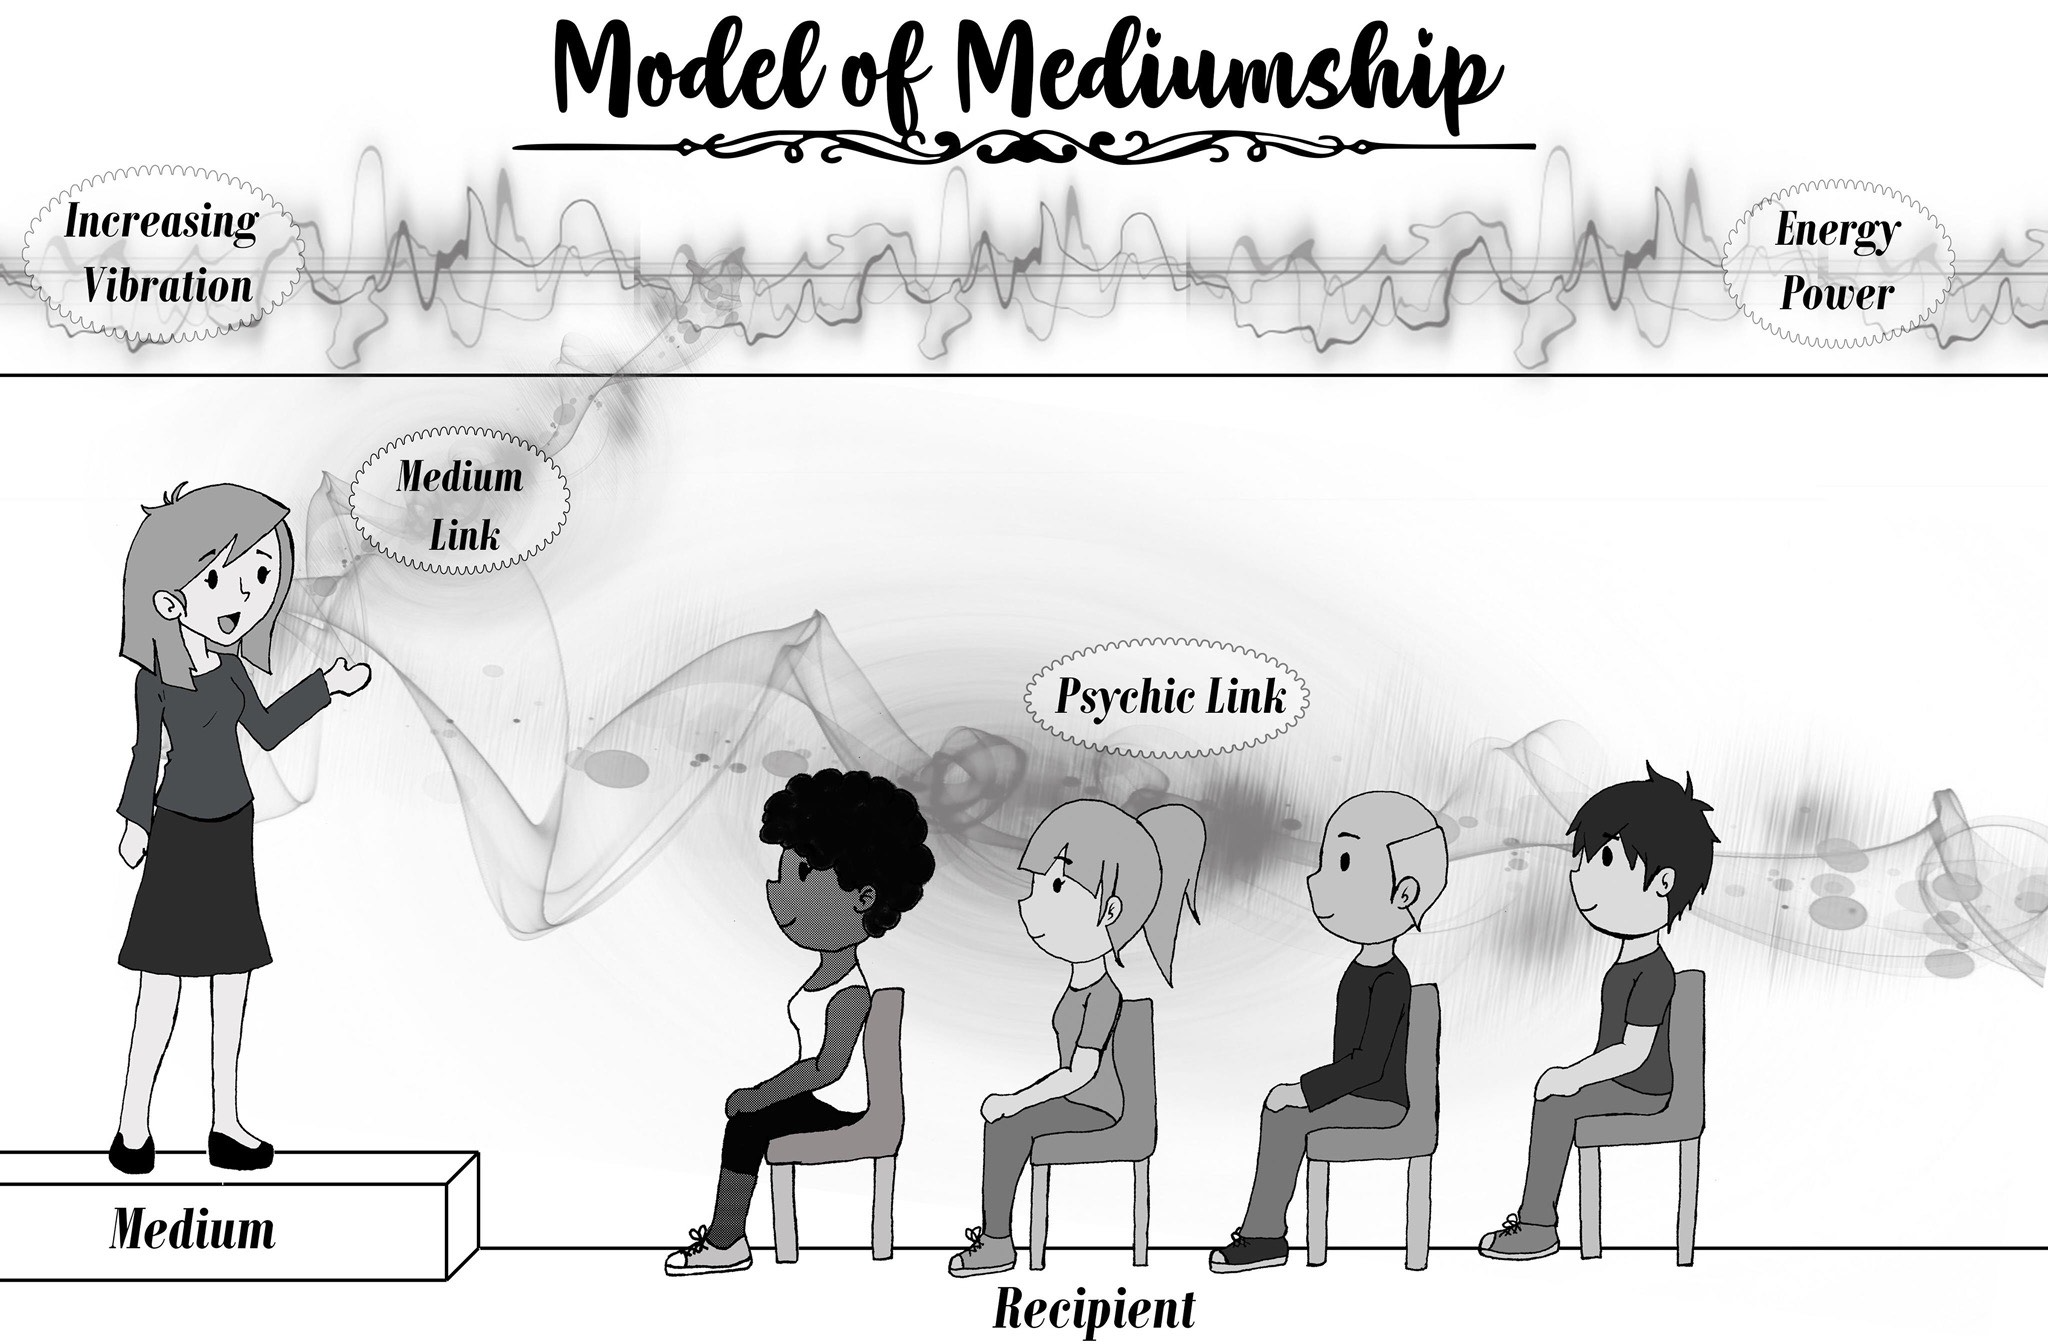 Model of Mediumship
Increasing
Vibration
Energy
Power
Medium
Link
Psychic Link
Medium
Recipient